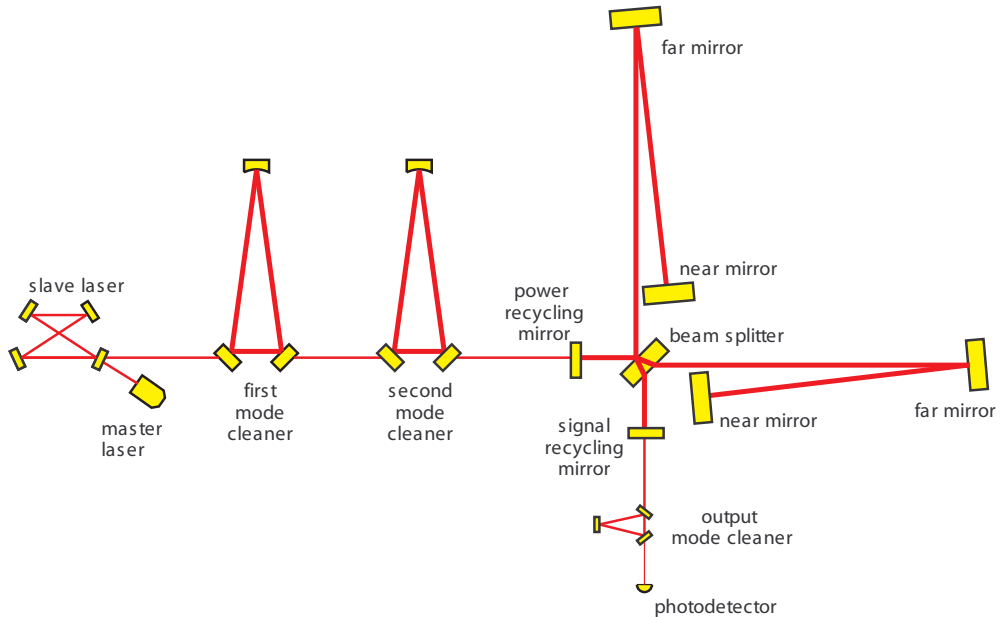 far mirror
slave laser
near mirror
power
recycling
mirror
beam splitter
first
mode
cleaner
second
mode
cleaner
master
laser
near mirror
far mirror
signal
recycling
mirror
output
mode cleaner
photodetector